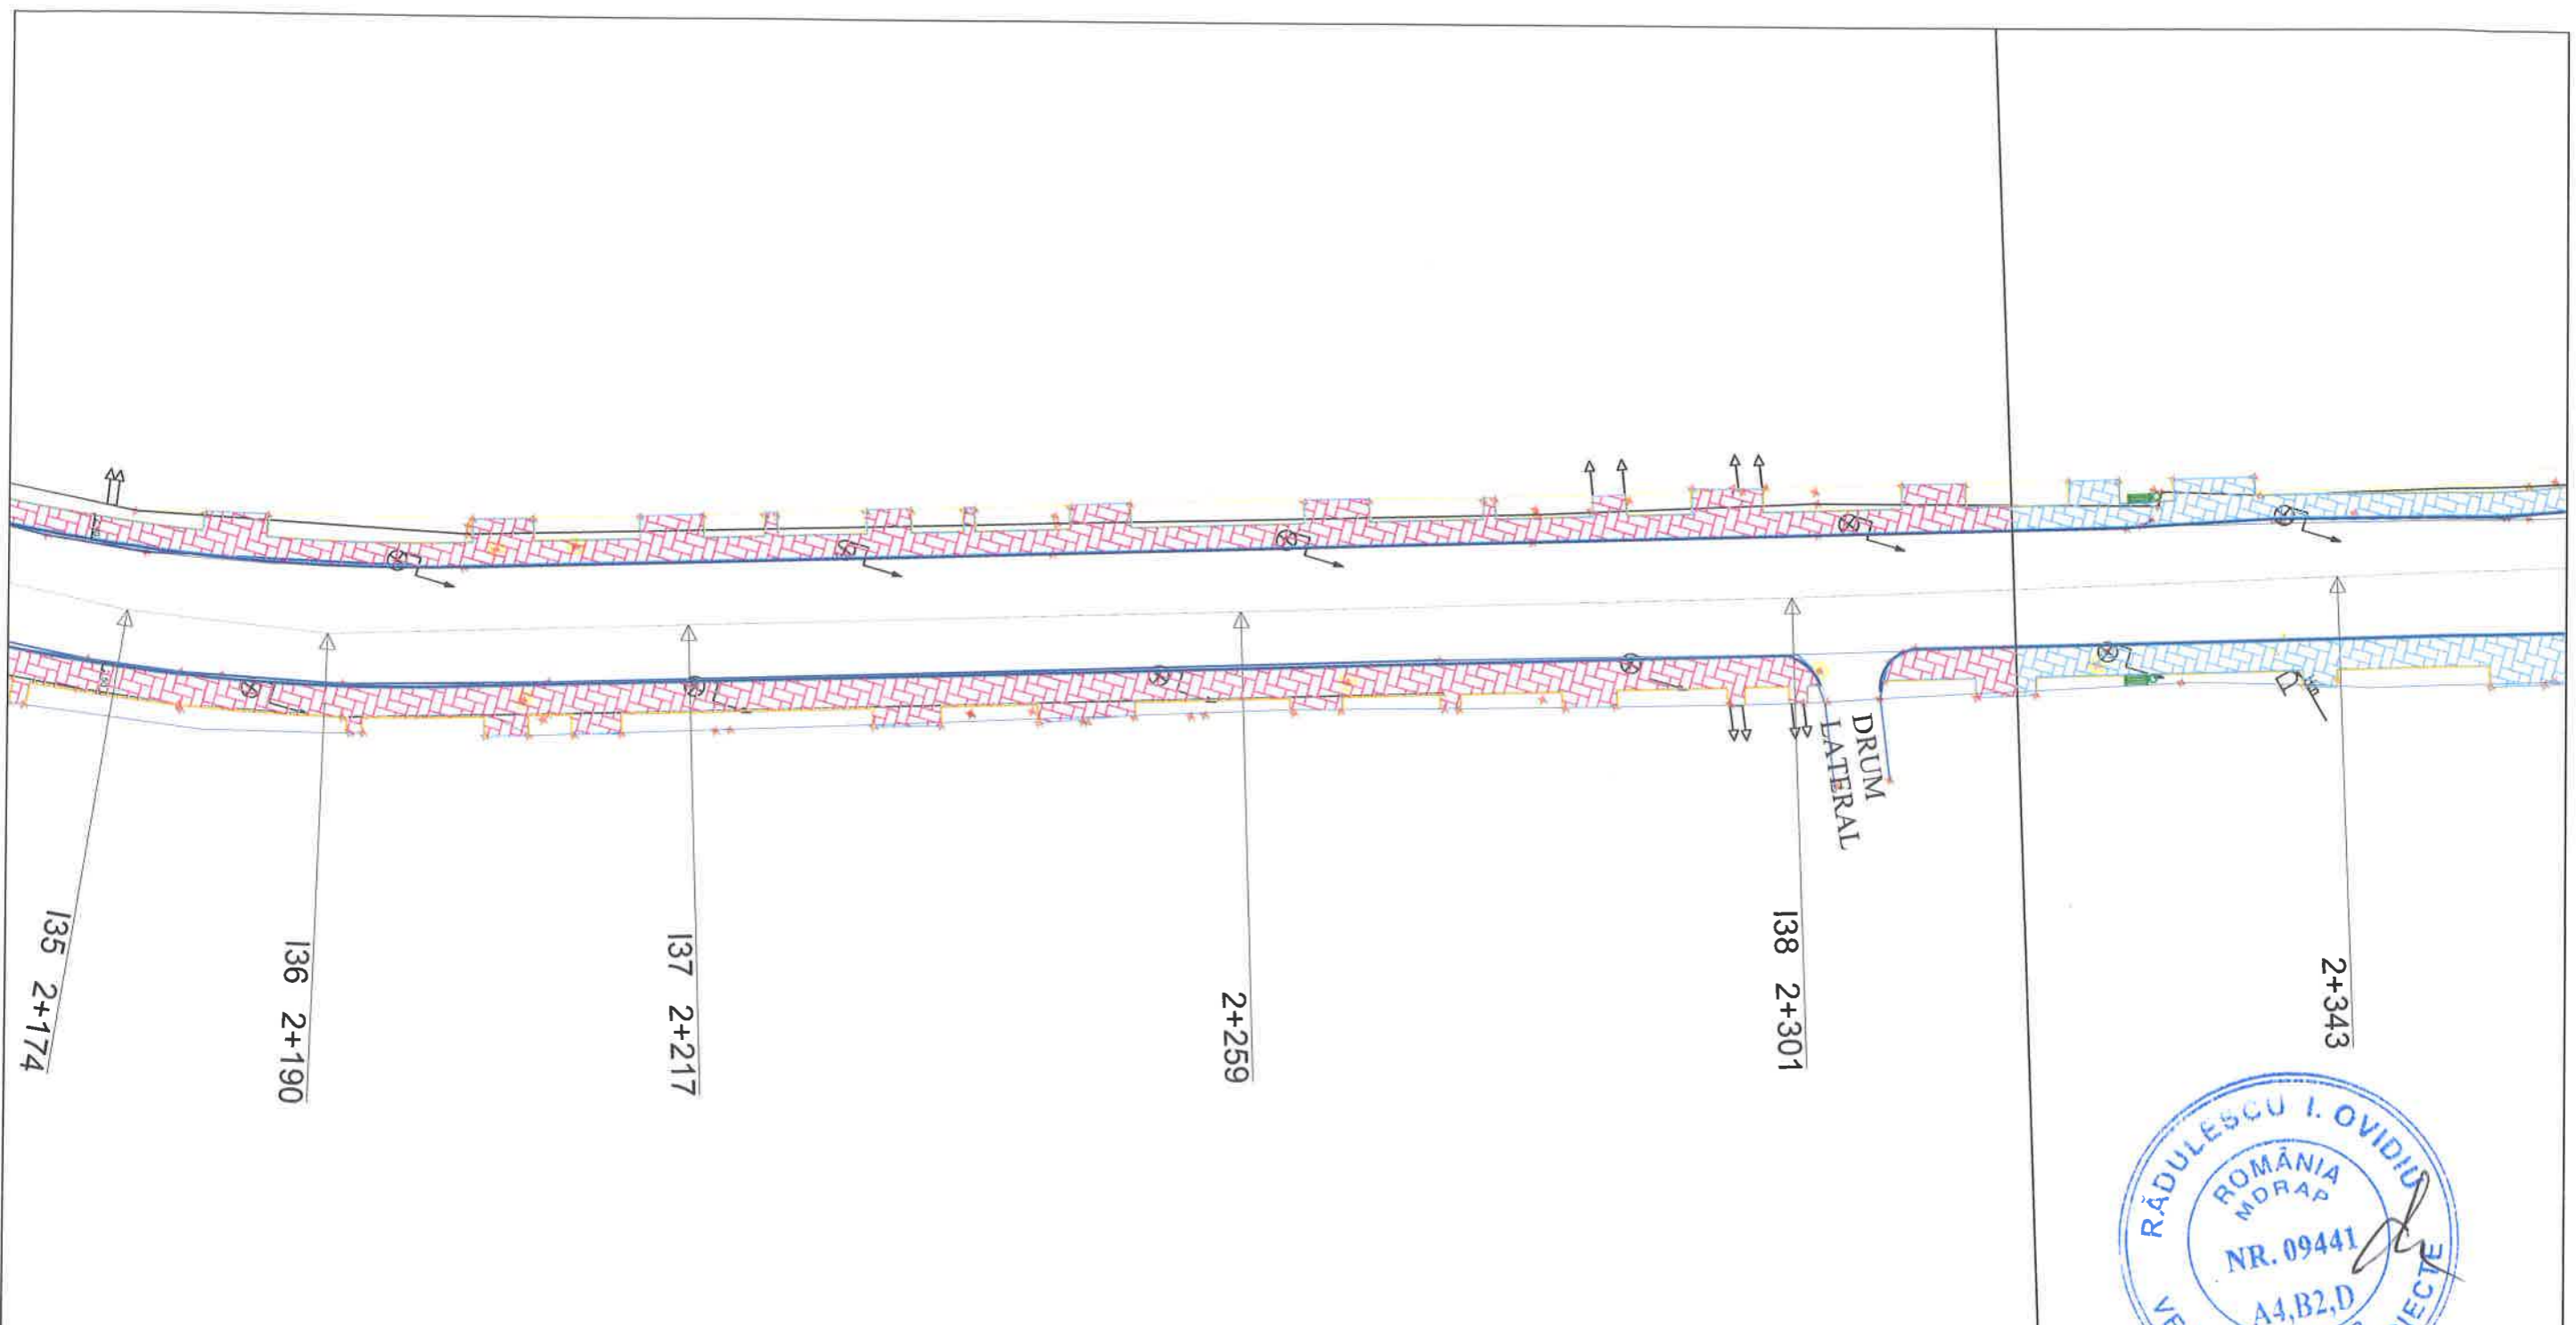 I35 2+174
I36 2+190
I37 2+217
2+259
I38 2+301
2+343
DRUM
LATERAL
RĂDULESCU I. OVIDIU
ROMÂNIA
MDRAP
NR. 09441
A4,B2,D